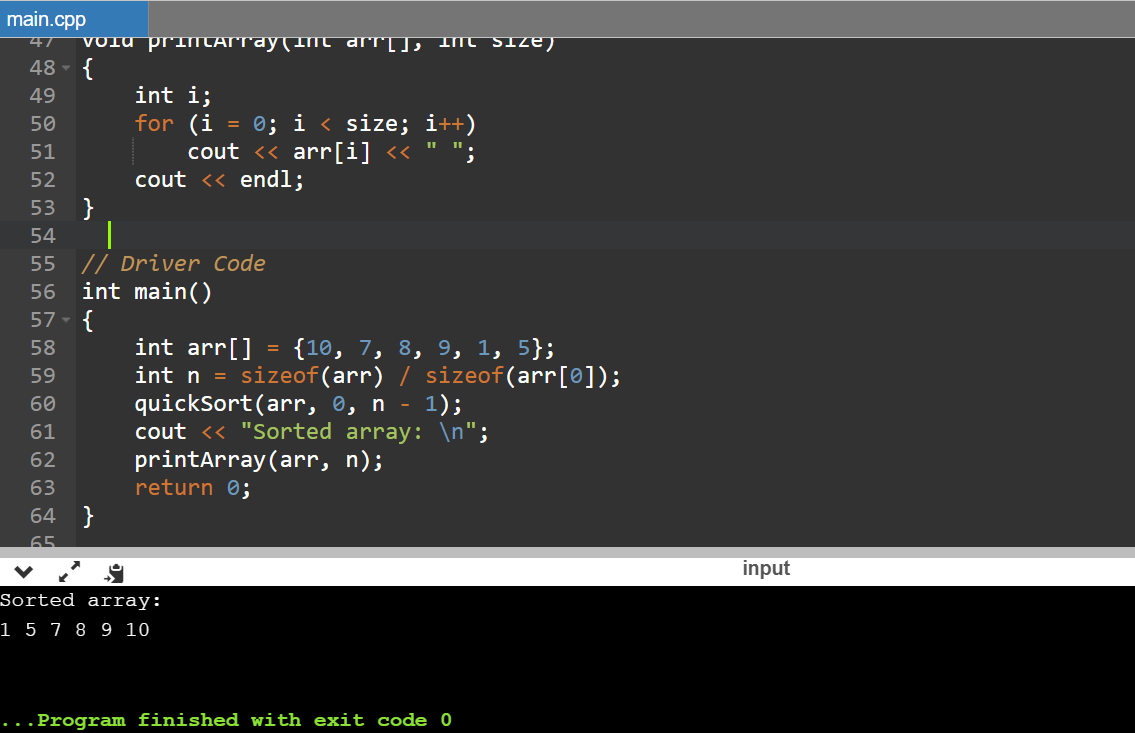 main.cpp
47 void printArray(int arr[], int size)
48 {
49     int i;
50     for (i = 0; i < size; i++)
51         cout << arr[i] << " ";
52     cout << endl;
53 }
54
55 // Driver Code
56 int main()
57 {
58     int arr[] = {10, 7, 8, 9, 1, 5};
59     int n = sizeof(arr) / sizeof(arr[0]);
60     quickSort(arr, 0, n - 1);
61     cout << "Sorted array: \n";
62     printArray(arr, n);
63     return 0;
64 }
65
input
Sorted array:
1 5 7 8 9 10
...Program finished with exit code 0